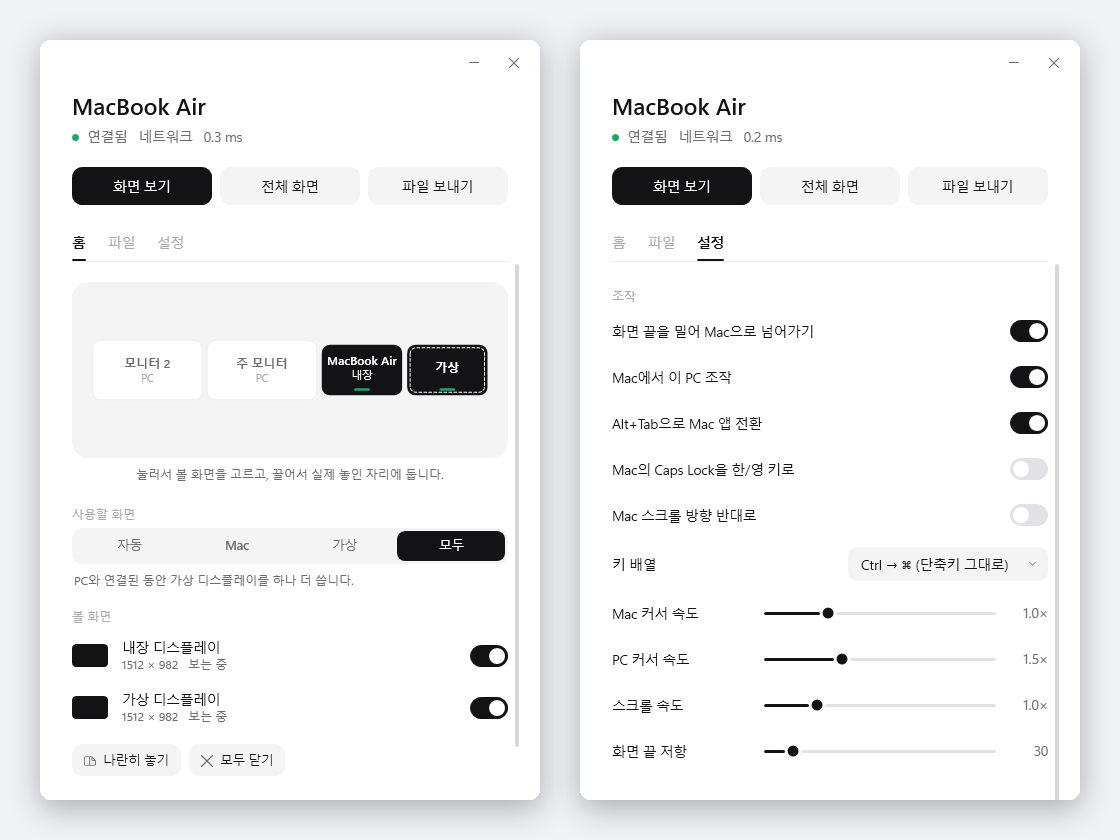 MacBook Air
연결됨 네트워크 0.3 ms
화면 보기 전체 화면 파일 보내기
홈 파일 설정
모니터 2
PC
주 모니터
PC
MacBook Air
내장
가상
눌러서 볼 화면을 고르고, 끌어서 실제 놓인 자리에 둡니다.
사용할 화면
자동 Mac 가상 모두
PC와 연결된 동안 가상 디스플레이를 하나 더 씁니다.
볼 화면
내장 디스플레이
1512 × 982 보는 중
가상 디스플레이
1512 × 982 보는 중
나란히 놓기 모두 닫기
MacBook Air
연결됨 네트워크 0.2 ms
화면 보기 전체 화면 파일 보내기
홈 파일 설정
조작
화면 끝을 밀어 Mac으로 넘어가기
Mac에서 이 PC 조작
Alt+Tab으로 Mac 앱 전환
Mac의 Caps Lock을 한/영 키로
Mac 스크롤 방향 반대로
키 배열 Ctrl → ⌘ (단축키 그대로)
Mac 커서 속도 1.0×
PC 커서 속도 1.5×
스크롤 속도 1.0×
화면 끝 저항 30